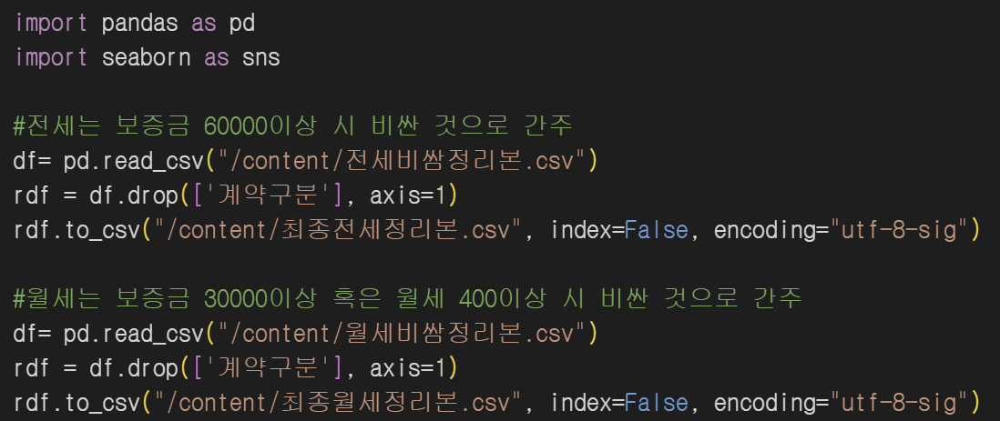 import pandas as pd
import seaborn as sns
#전세는 보증금 60000이상 시 비싼 것으로 간주
df= pd.read_csv("/content/전세비쌈정리본.csv")
rdf = df.drop(['계약구분'], axis=1)
rdf.to_csv("/content/최종전세정리본.csv", index=False, encoding="utf-8-sig")
#월세는 보증금 30000이상 혹은 월세 400이상 시 비싼 것으로 간주
df= pd.read_csv("/content/월세비쌈정리본.csv")
rdf = df.drop(['계약구분'], axis=1)
rdf.to_csv("/content/최종월세정리본.csv", index=False, encoding="utf-8-sig")